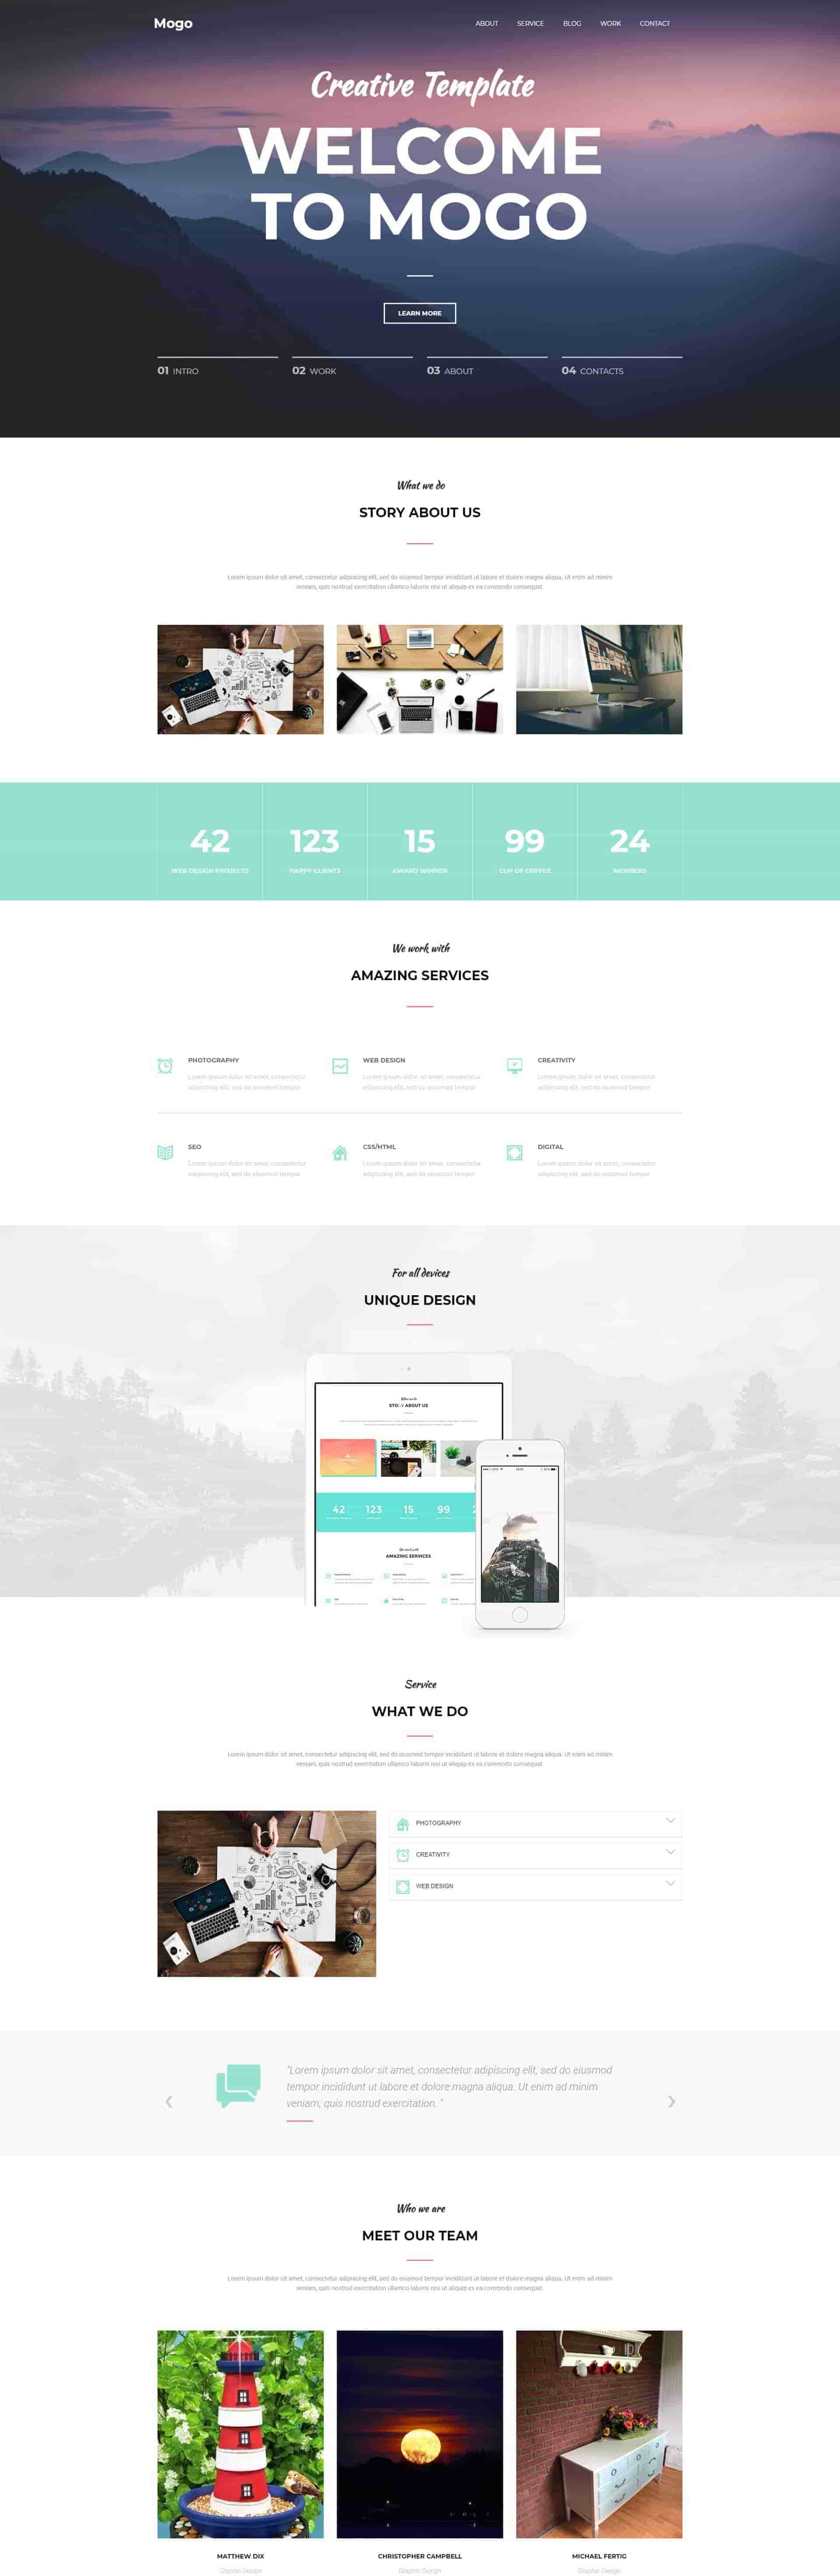 Mogo
ABOUT SERVICE BLOG WORK CONTACT
Creative Template
WELCOME
TO MOGO
LEARN MORE
01 INTRO
02 WORK
03 ABOUT
04 CONTACTS
What we do
STORY ABOUT US
Lorem ipsum dolor sit amet, consectetur adipiscing elit, sed do eiusmod tempor incididunt ut labore et dolore magna aliqua. Ut enim ad minim
veniam, quis nostrud exercitation ullamco laboris nisi ut aliquip ex ea commodo consequat.
42
WEB DESIGN PROJECTS
123
HAPPY CLIENTS
15
AWARD WINNER
99
CUP OF COFFEE
24
MEMBERS
We work with
AMAZING SERVICES
PHOTOGRAPHY
Lorem ipsum dolor sit amet, consectetur
adipiscing elit, sed do eiusmod tempor
WEB DESIGN
Lorem ipsum dolor sit amet, consectetur
adipiscing elit, sed do eiusmod tempor
CREATIVITY
Lorem ipsum dolor sit amet, consectetur
adipiscing elit, sed do eiusmod tempor
SEO
Lorem ipsum dolor sit amet, consectetur
adipiscing elit, sed do eiusmod tempor
CSS/HTML
Lorem ipsum dolor sit amet, consectetur
adipiscing elit, sed do eiusmod tempor
DIGITAL
Lorem ipsum dolor sit amet, consectetur
adipiscing elit, sed do eiusmod tempor
For all devices
UNIQUE DESIGN
What we do
STORY ABOUT US
42 123 15 99
AMAZING SERVICES
Service
WHAT WE DO
Lorem ipsum dolor sit amet, consectetur adipiscing elit, sed do eiusmod tempor incididunt ut labore et dolore magna aliqua. Ut enim ad minim
veniam, quis nostrud exercitation ullamco laboris nisi ut aliquip ex ea commodo consequat.
PHOTOGRAPHY
CREATIVITY
WEB DESIGN
"Lorem ipsum dolor sit amet, consectetur adipiscing elit, sed do eiusmod
tempor incididunt ut labore et dolore magna aliqua. Ut enim ad minim
veniam, quis nostrud exercitation. "
Who we are
MEET OUR TEAM
Lorem ipsum dolor sit amet, consectetur adipiscing elit, sed do eiusmod tempor incididunt ut labore et dolore magna aliqua. Ut enim ad minim
veniam, quis nostrud exercitation ullamco laboris nisi ut aliquip ex ea commodo consequat.
MATTHEW DIX
Graphic Design
CHRISTOPHER CAMPBELL
Graphic Design
MICHAEL FERTIG
Graphic Design